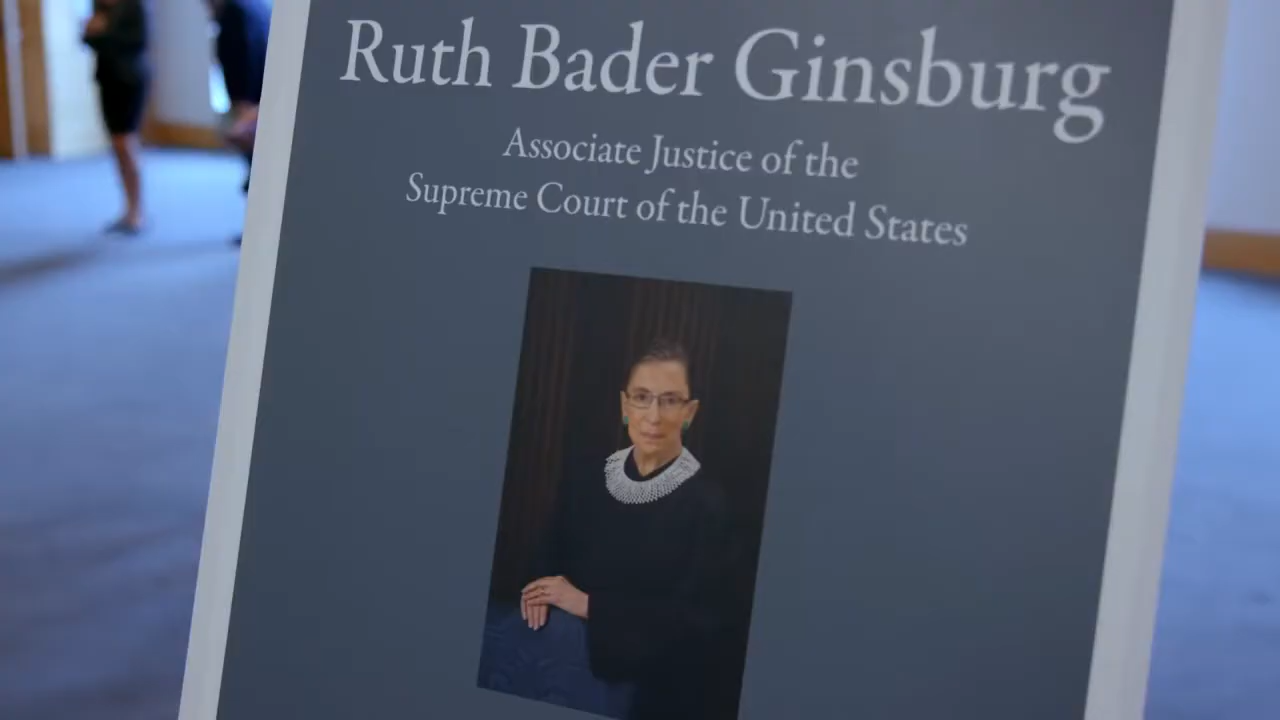 Ruth Bader Ginsburg
Associate Justice of the
Supreme Court of the United States